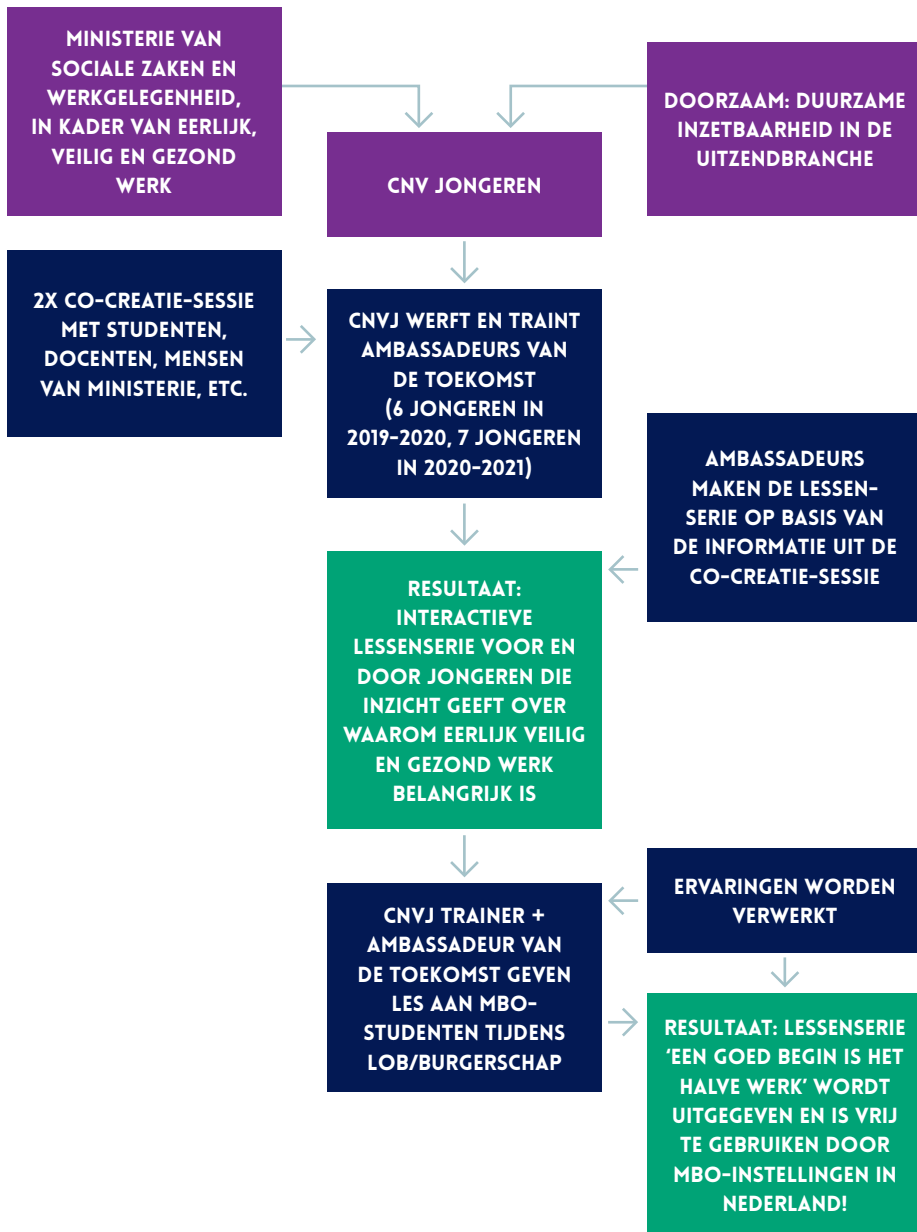 MINISTERIE VAN
SOCIALE ZAKEN EN
WERKGELEGENHEID,
IN KADER VAN EERLIJK,
VEILIG EN GEZOND
WERK
DOORZAAM: DUURZAME
INZETBAARHEID IN DE
UITZENDBRANCHE
CNV JONGEREN
2X CO-CREATIE-SESSIE
MET STUDENTEN,
DOCENTEN, MENSEN
VAN MINISTERIE, ETC.
CNVJ WERFT EN TRAINT
AMBASSADEURS VAN
DE TOEKOMST
(6 JONGEREN IN
2019-2020, 7 JONGEREN
IN 2020-2021)
AMBASSADEURS
MAKEN DE LESSEN-
SERIE OP BASIS VAN
DE INFORMATIE UIT DE
CO-CREATIE-SESSIE
RESULTAAT:
INTERACTIEVE
LESSENSERIE VOOR EN
DOOR JONGEREN DIE
INZICHT GEEFT OVER
WAAROM EERLIJK VEILIG
EN GEZOND WERK
BELANGRIJK IS
CNVJ TRAINER +
AMBASSADEUR VAN
DE TOEKOMST GEVEN
LES AAN MBO-
STUDENTEN TIJDENS
LOB/BURGERSCHAP
ERVARINGEN WORDEN
VERWERKT
RESULTAAT: LESSENSERIE
‘EEN GOED BEGIN IS HET
HALVE WERK’ WORDT
UITGEGEVEN EN IS VRIJ
TE GEBRUIKEN DOOR
MBO-INSTELLINGEN IN
NEDERLAND!